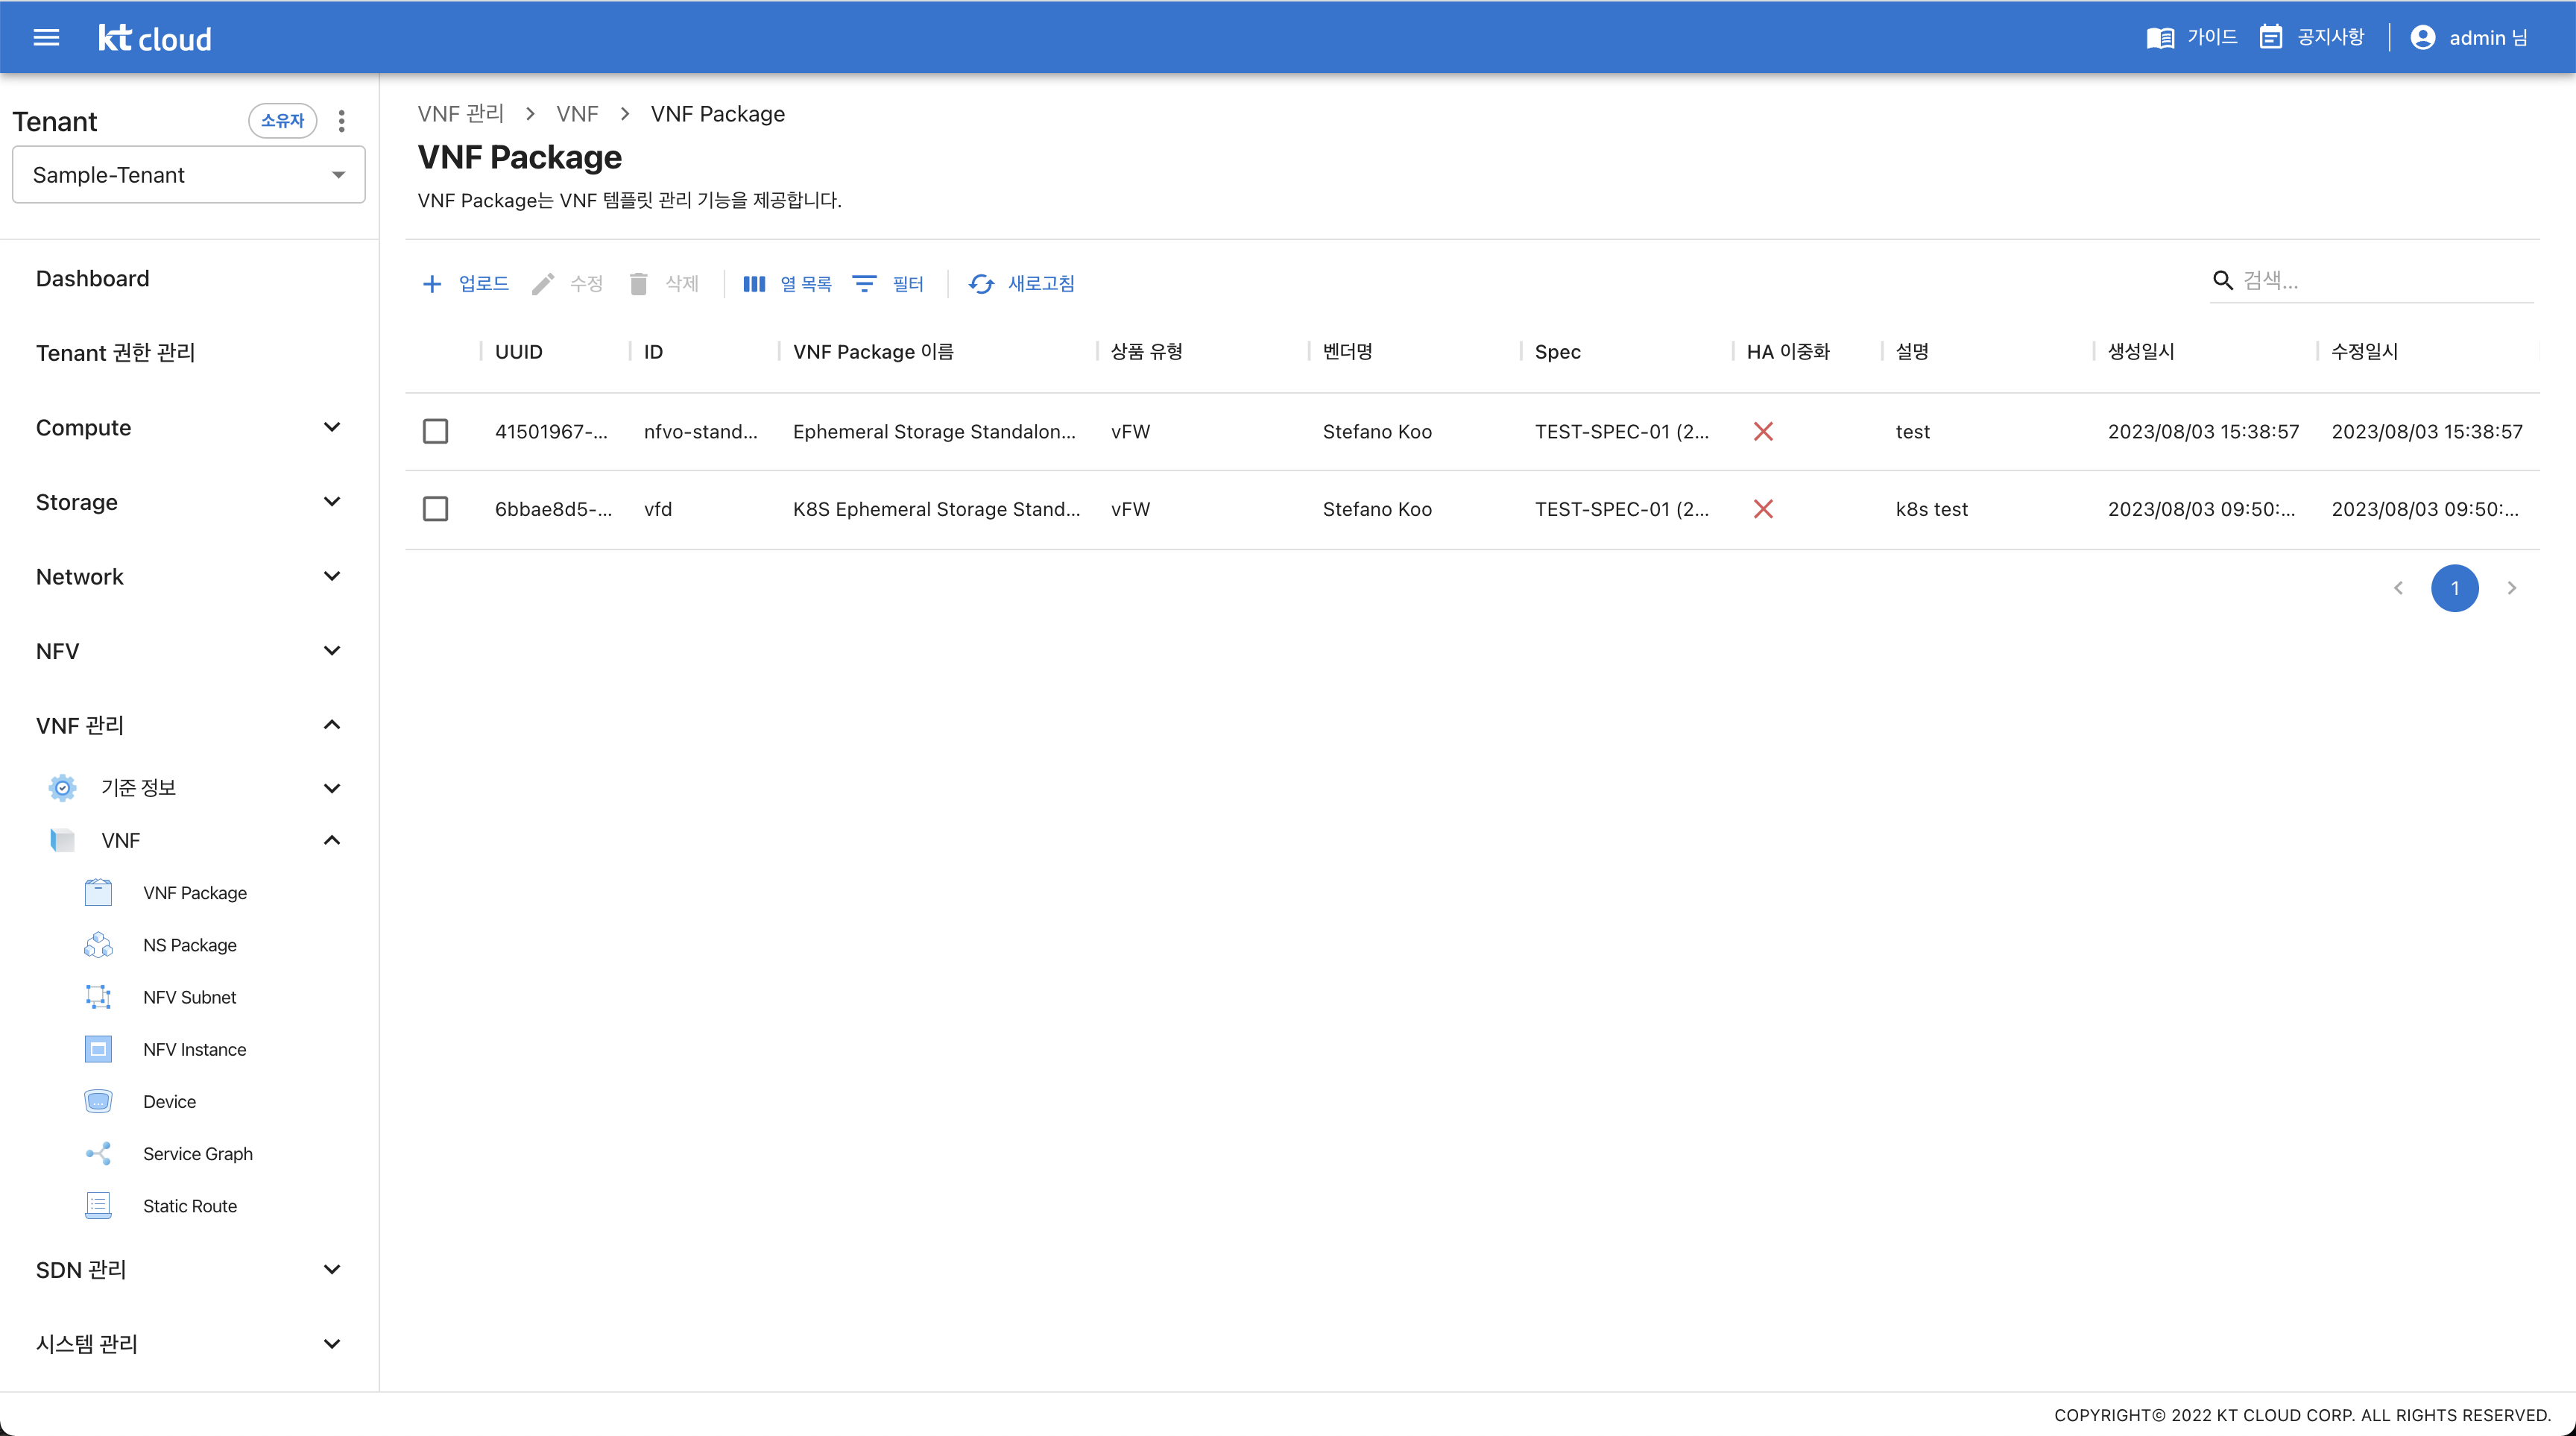 kt cloud
가이드 공지사항 admin 님
Tenant 소유자
Sample-Tenant
Dashboard
Tenant 권한 관리
Compute
Storage
Network
NFV
VNF 관리
기준 정보
VNF
VNF Package
NS Package
NFV Subnet
NFV Instance
Device
Service Graph
Static Route
SDN 관리
시스템 관리
VNF 관리 > VNF > VNF Package
VNF Package
VNF Package는 VNF 템플릿 관리 기능을 제공합니다.
업로드 수정 삭제 열 목록 필터 새로고침 검색...
UUID ID VNF Package 이름 상품 유형 벤더명 Spec HA 이중화 설명 생성일시 수정일시
41501967-... nfvo-stand... Ephemeral Storage Standalon... vFW Stefano Koo TEST-SPEC-01 (2... test 2023/08/03 15:38:57 2023/08/03 15:38:57
6bbae8d5-... vfd K8S Ephemeral Storage Stand... vFW Stefano Koo TEST-SPEC-01 (2... k8s test 2023/08/03 09:50:... 2023/08/03 09:50:...
1
COPYRIGHT© 2022 KT CLOUD CORP. ALL RIGHTS RESERVED.